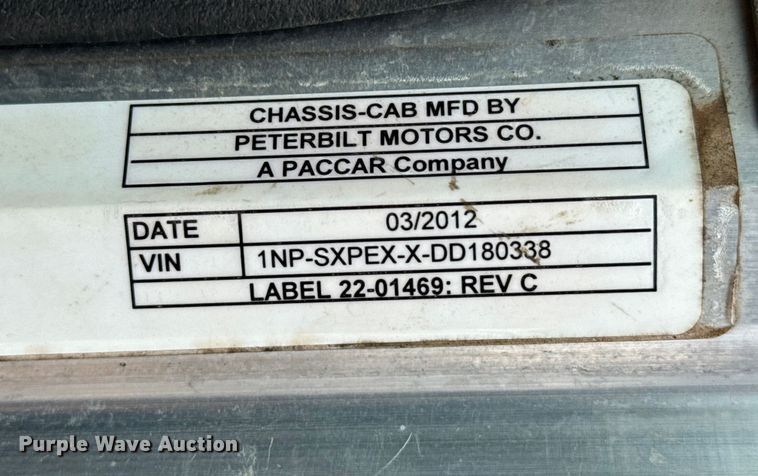 CHASSIS-CAB MFD BY
PETERBILT MOTORS CO.
A PACCAR Company
DATE 03/2012
VIN 1NP-SXPEX-X-DD180338
LABEL 22-01469: REV C
Purple Wave Auction